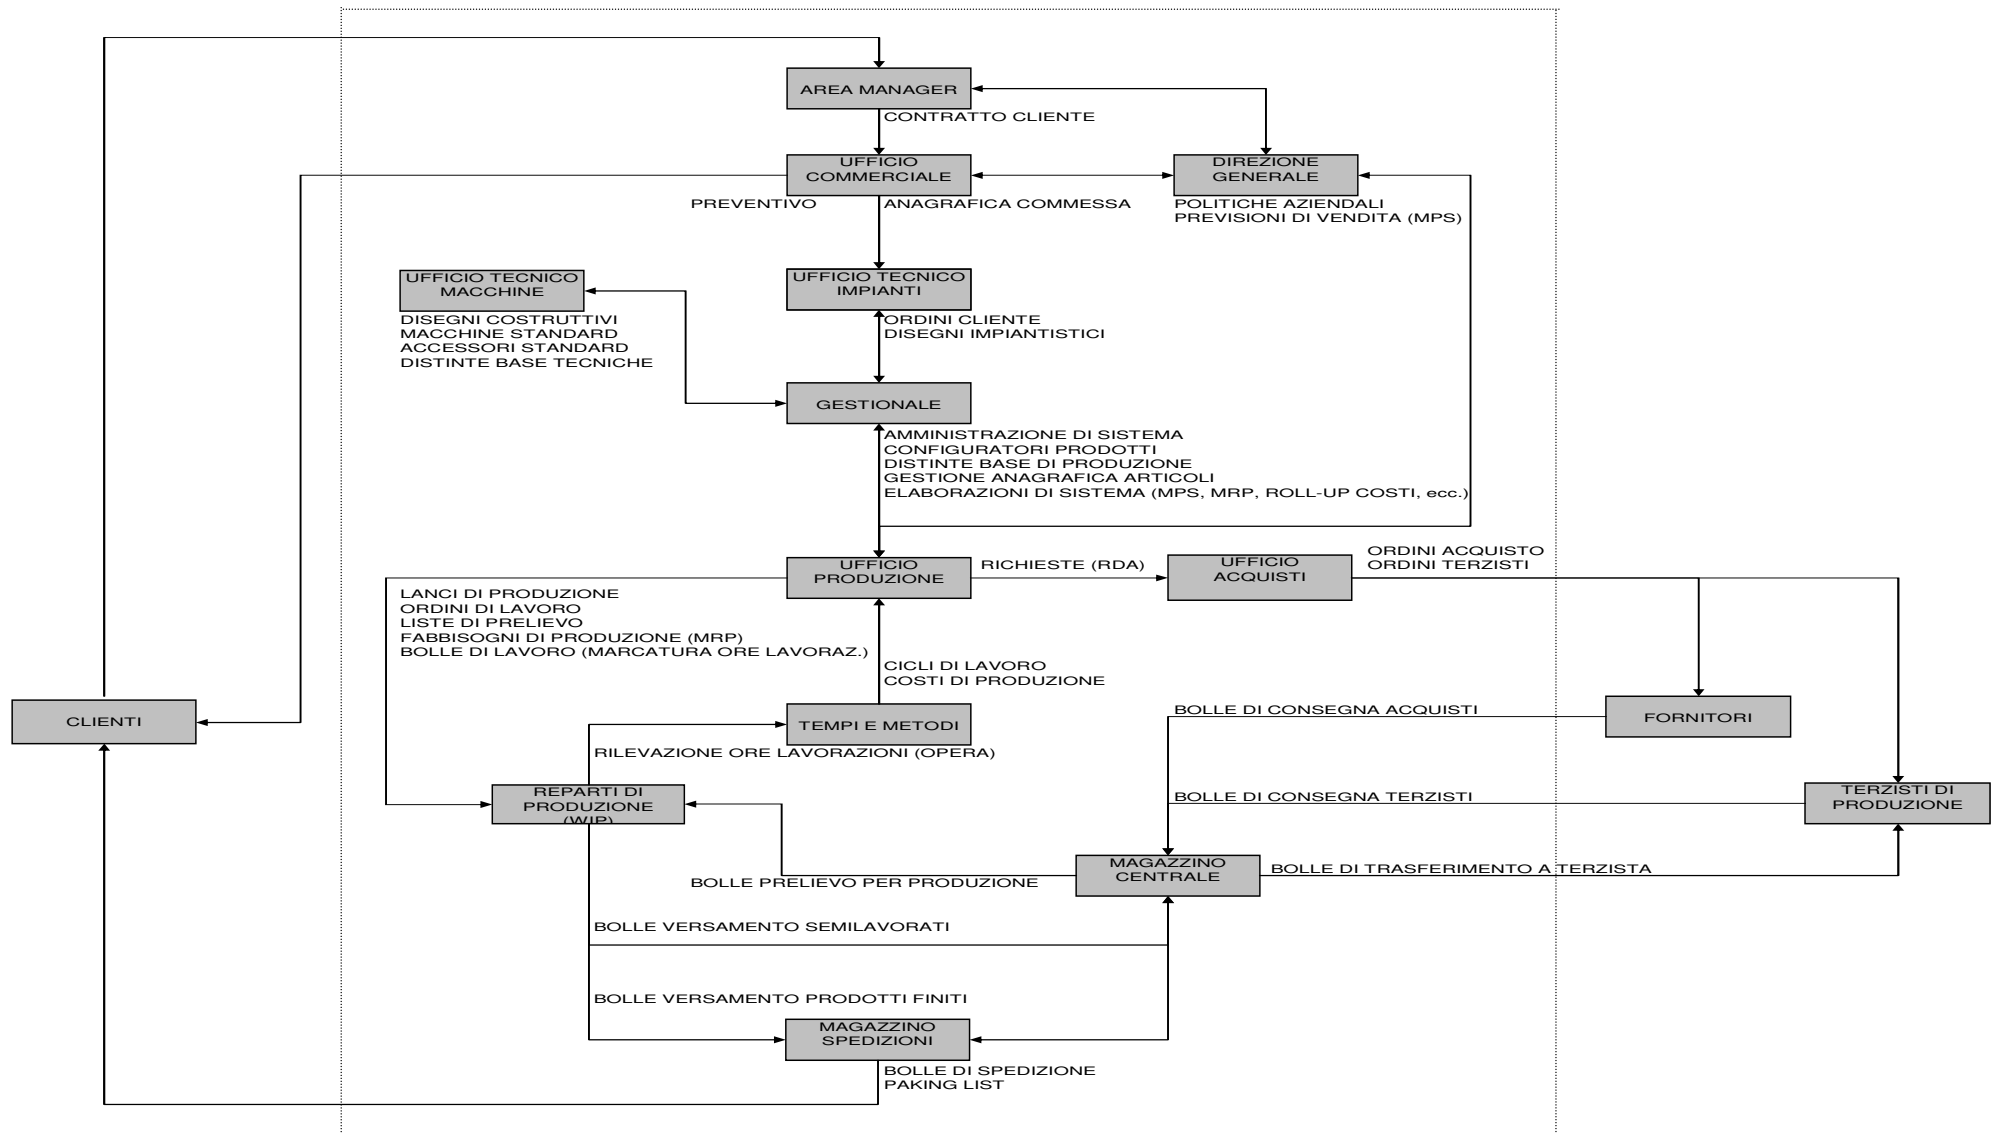 AREA MANAGER
CONTRATTO CLIENTE
UFFICIO
COMMERCIALE
DIREZIONE
GENERALE
PREVENTIVO
ANAGRAFICA COMMESSA
POLITICHE AZIENDALI
PREVISIONI DI VENDITA (MPS)
UFFICIO TECNICO
MACCHINE
UFFICIO TECNICO
IMPIANTI
DISEGNI COSTRUTTIVI
MACCHINE STANDARD
ACCESSORI STANDARD
DISTINTE BASE TECNICHE
ORDINI CLIENTE
DISEGNI IMPIANTISTICI
GESTIONALE
AMMINISTRAZIONE DI SISTEMA
CONFIGURATORI PRODOTTI
DISTINTE BASE DI PRODUZIONE
GESTIONE ANAGRAFICA ARTICOLI
ELABORAZIONI DI SISTEMA (MPS, MRP, ROLL-UP COSTI, ecc.)
UFFICIO
PRODUZIONE
RICHIESTE (RDA)
UFFICIO
ACQUISTI
ORDINI ACQUISTO
ORDINI TERZISTI
LANCI DI PRODUZIONE
ORDINI DI LAVORO
LISTE DI PRELIEVO
FABBISOGNI DI PRODUZIONE (MRP)
BOLLE DI LAVORO (MARCATURA ORE LAVORAZ.)
CICLI DI LAVORO
COSTI DI PRODUZIONE
CLIENTI
TEMPI E METODI
BOLLE DI CONSEGNA ACQUISTI
FORNITORI
RILEVAZIONE ORE LAVORAZIONI (OPERA)
REPARTI DI
PRODUZIONE
(WIP)
BOLLE DI CONSEGNA TERZISTI
TERZISTI DI
PRODUZIONE
MAGAZZINO
CENTRALE
BOLLE DI TRASFERIMENTO A TERZISTA
BOLLE PRELIEVO PER PRODUZIONE
BOLLE VERSAMENTO SEMILAVORATI
BOLLE VERSAMENTO PRODOTTI FINITI
MAGAZZINO
SPEDIZIONI
BOLLE DI SPEDIZIONE
PAKING LIST